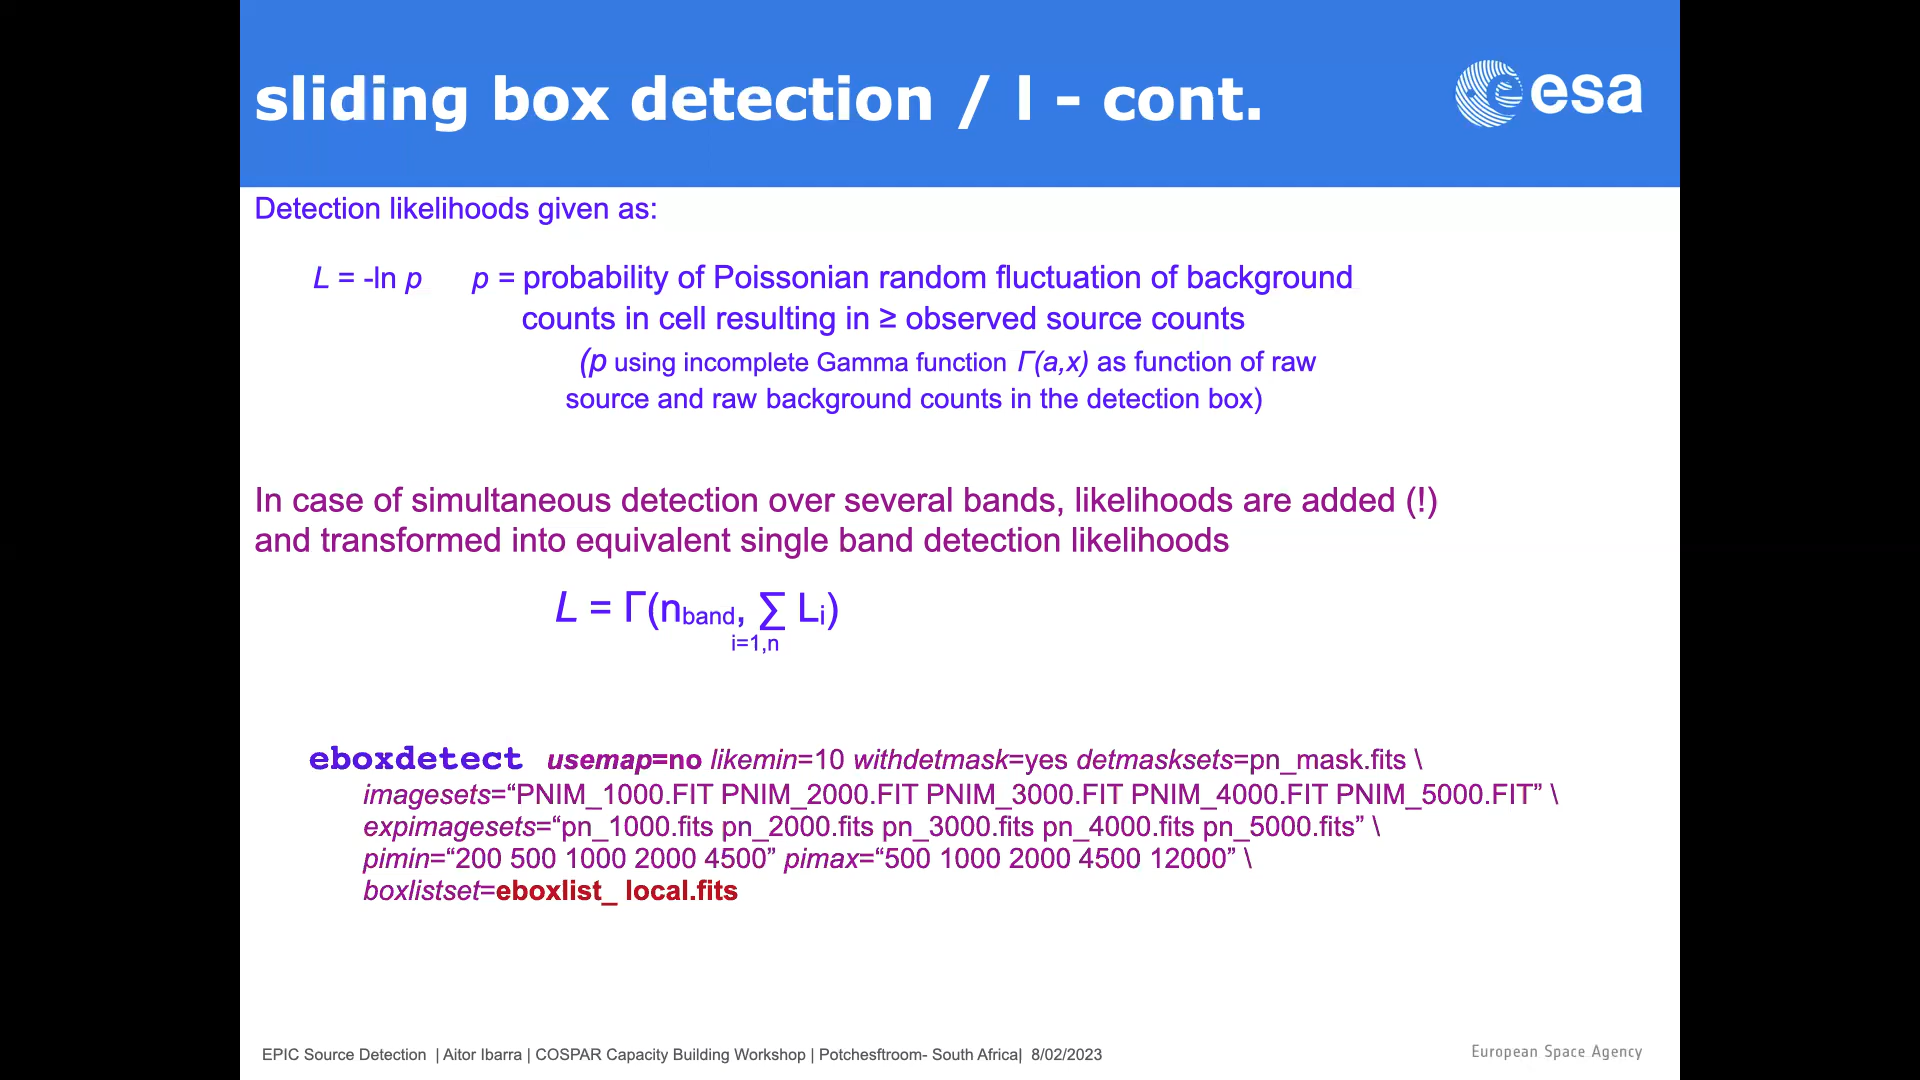 sliding box detection / I - cont.
esa
Detection likelihoods given as:
L = -ln p p = probability of Poissonian random fluctuation of background
counts in cell resulting in ≥ observed source counts
(p using incomplete Gamma function Γ(a,x) as function of raw
source and raw background counts in the detection box)
In case of simultaneous detection over several bands, likelihoods are added (!)
and transformed into equivalent single band detection likelihoods
L = Γ(nband, ∑ Li)
i=1,n
eboxdetect usemap=no likemin=10 withdetmask=yes detmasksets=pn_mask.fits \
imagesets=“PNIM_1000.FIT PNIM_2000.FIT PNIM_3000.FIT PNIM_4000.FIT PNIM_5000.FIT” \
expimagesets=“pn_1000.fits pn_2000.fits pn_3000.fits pn_4000.fits pn_5000.fits” \
pimin=“200 500 1000 2000 4500” pimax=“500 1000 2000 4500 12000” \
boxlistset=eboxlist_ local.fits
EPIC Source Detection | Aitor Ibarra | COSPAR Capacity Building Workshop | Potchesftroom- South Africa| 8/02/2023
European Space Agency